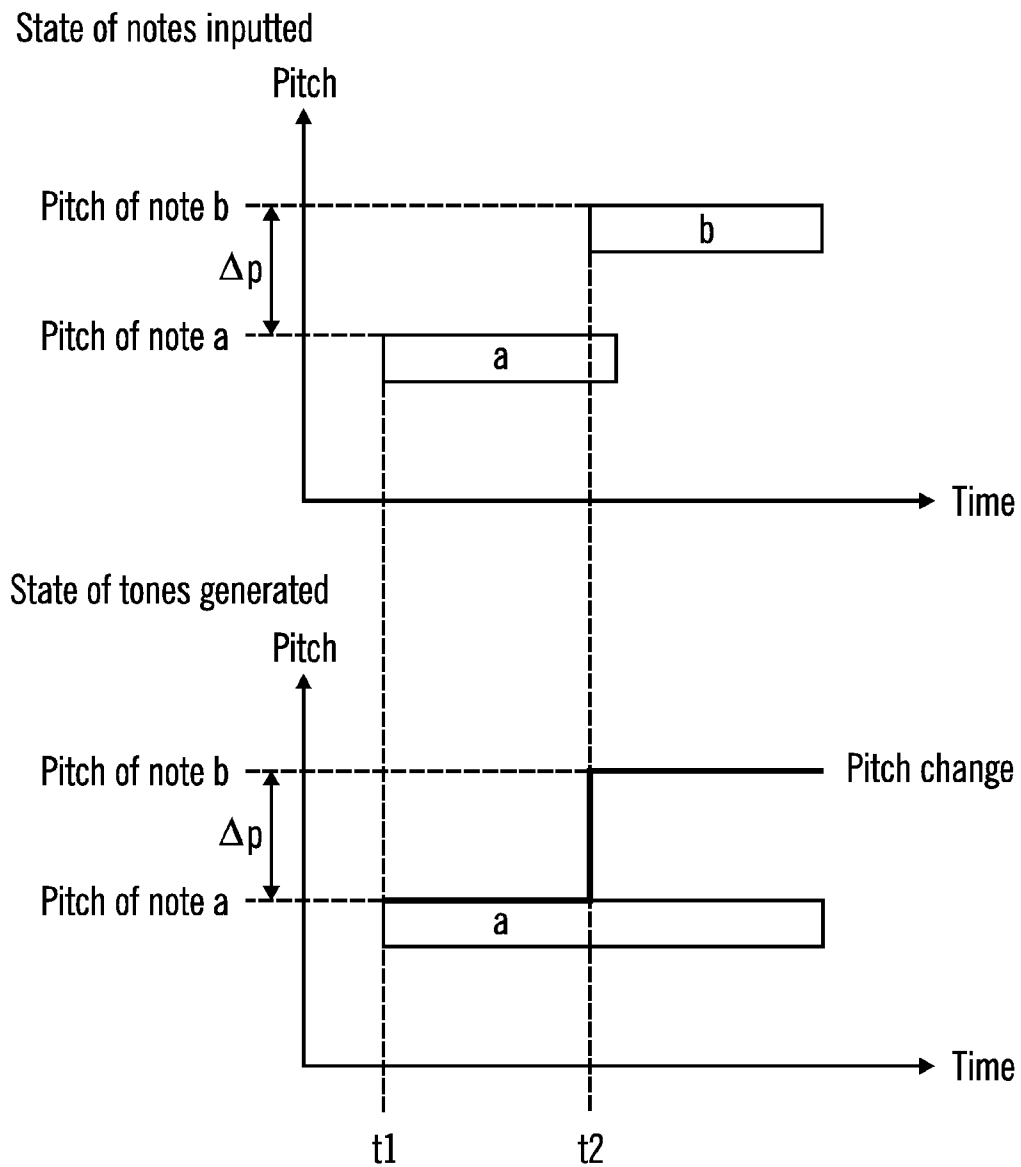 State of notes inputted
Pitch
Pitch of note b
b
Δp
Pitch of note a
a
Time
State of tones generated
Pitch
Pitch of note b
Pitch change
Δp
Pitch of note a
a
Time
t1
t2